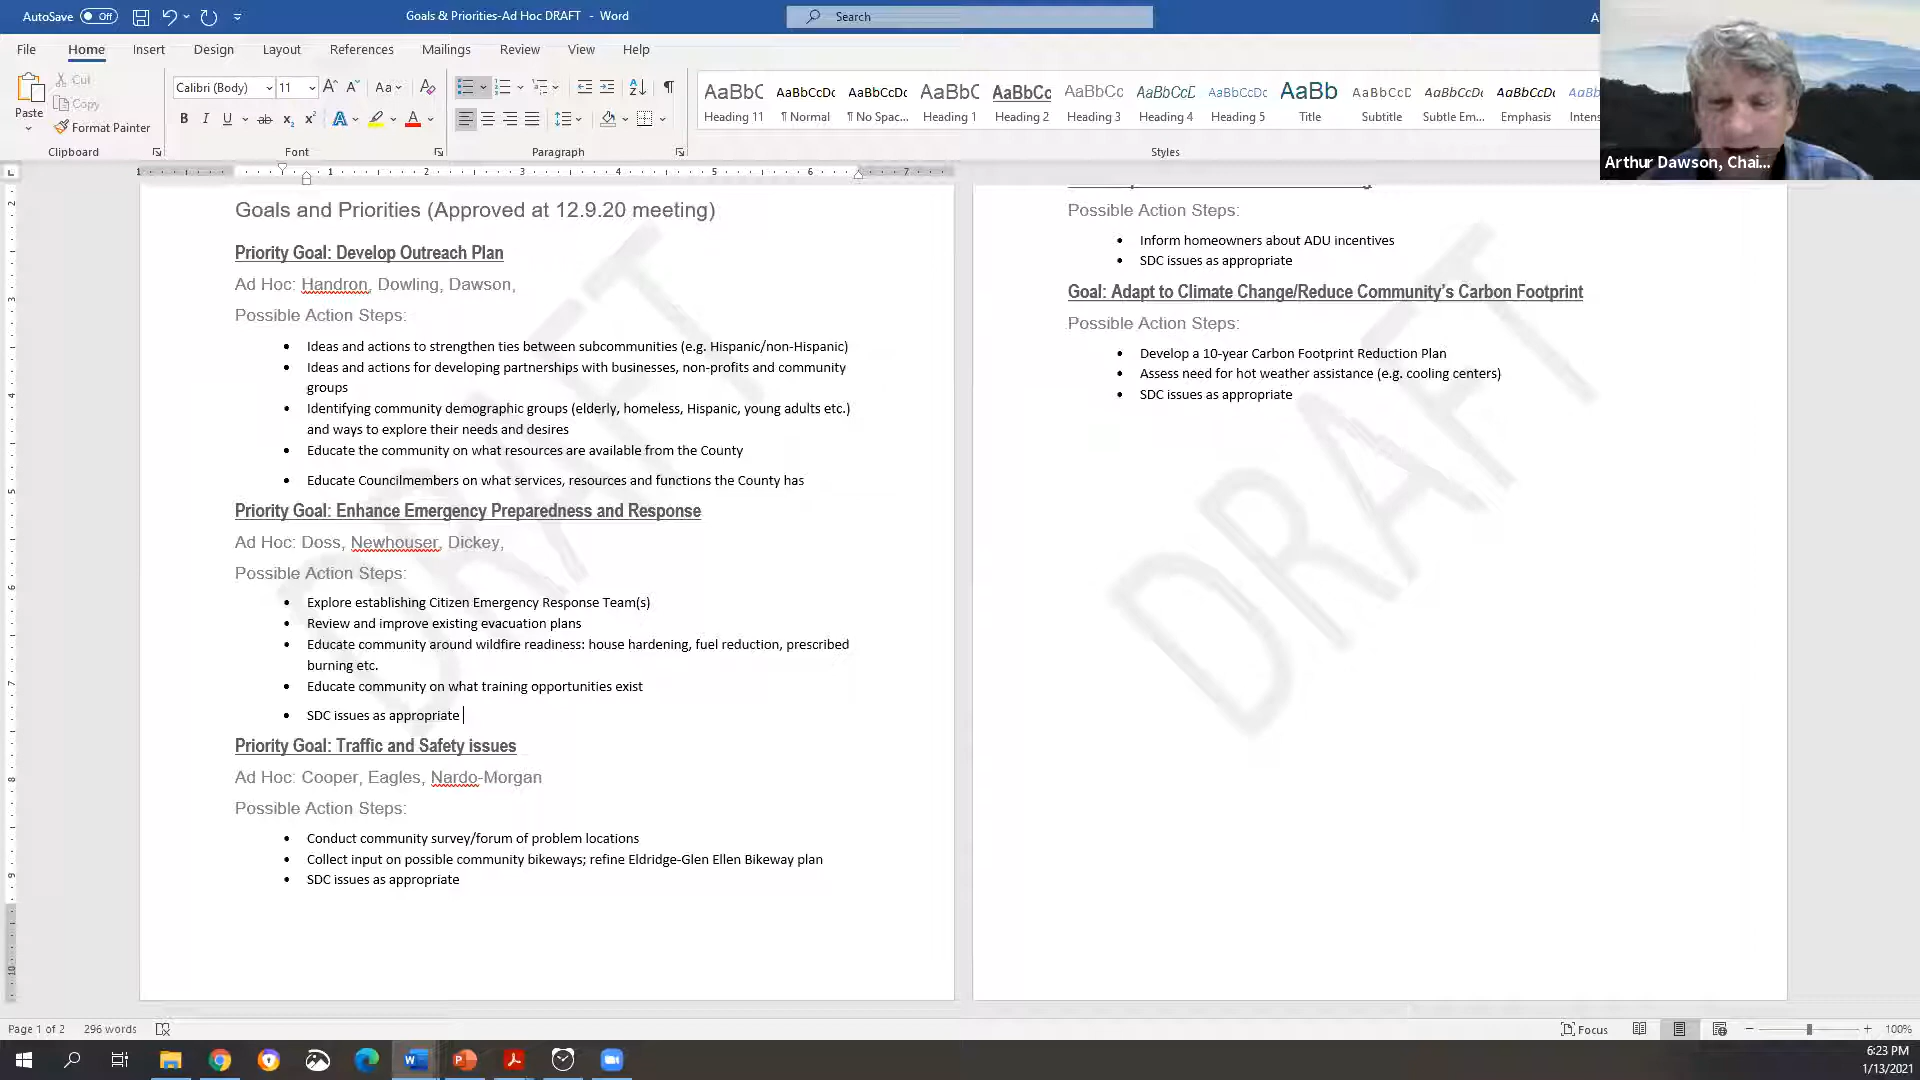 AutoSave Off
Goals & Priorities-Ad Hoc DRAFT - Word
Search
A
File Home Insert Design Layout References Mailings Review View Help
Paste
Cut
Copy
Format Painter
Clipboard
Calibri (Body) 11
Font
Paragraph
AaBbC AaBbCcDc AaBbCcDc AaBbC AaBbCc AaBbCc AaBbCcD AaBbCcDc AaBb AaBbCcD AaBbCcDc AaBbCcDc AaBb
Heading 11 ¶ Normal ¶ No Spac... Heading 1 Heading 2 Heading 3 Heading 4 Heading 5 Title Subtitle Subtle Em... Emphasis Intens
Styles
Arthur Dawson, Chai...
Goals and Priorities (Approved at 12.9.20 meeting)
Priority Goal: Develop Outreach Plan
Ad Hoc: Handron, Dowling, Dawson,
Possible Action Steps:
• Ideas and actions to strengthen ties between subcommunities (e.g. Hispanic/non-Hispanic)
• Ideas and actions for developing partnerships with businesses, non-profits and community
groups
• Identifying community demographic groups (elderly, homeless, Hispanic, young adults etc.)
and ways to explore their needs and desires
• Educate the community on what resources are available from the County
• Educate Councilmembers on what services, resources and functions the County has
Priority Goal: Enhance Emergency Preparedness and Response
Ad Hoc: Doss, Newhouser, Dickey,
Possible Action Steps:
• Explore establishing Citizen Emergency Response Team(s)
• Review and improve existing evacuation plans
• Educate community around wildfire readiness: house hardening, fuel reduction, prescribed
burning etc.
• Educate community on what training opportunities exist
• SDC issues as appropriate
Priority Goal: Traffic and Safety issues
Ad Hoc: Cooper, Eagles, Nardo-Morgan
Possible Action Steps:
• Conduct community survey/forum of problem locations
• Collect input on possible community bikeways; refine Eldridge-Glen Ellen Bikeway plan
• SDC issues as appropriate
DRAFT
Possible Action Steps:
• Inform homeowners about ADU incentives
• SDC issues as appropriate
Goal: Adapt to Climate Change/Reduce Community’s Carbon Footprint
Possible Action Steps:
• Develop a 10-year Carbon Footprint Reduction Plan
• Assess need for hot weather assistance (e.g. cooling centers)
• SDC issues as appropriate
DRAFT
Page 1 of 2 296 words
Focus
100%
6:23 PM
1/13/2021